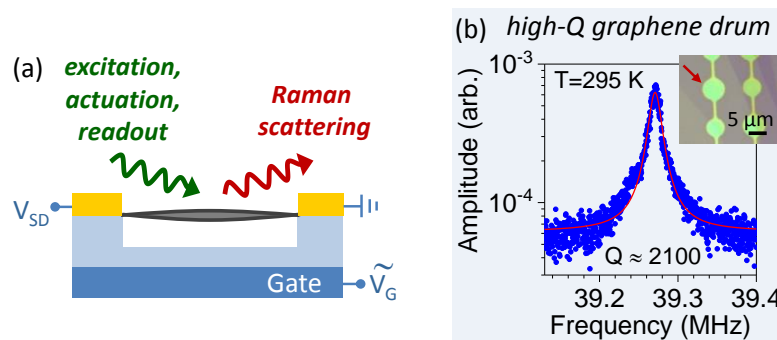 (a)
excitation,
actuation,
readout
Raman
scattering
V_SD
Gate
Ṽ_G
(b) high-Q graphene drum
T=295 K
5 µm
Q ≈ 2100
10⁻³
10⁻⁴
Amplitude (arb.)
39.2 39.3 39.4
Frequency (MHz)